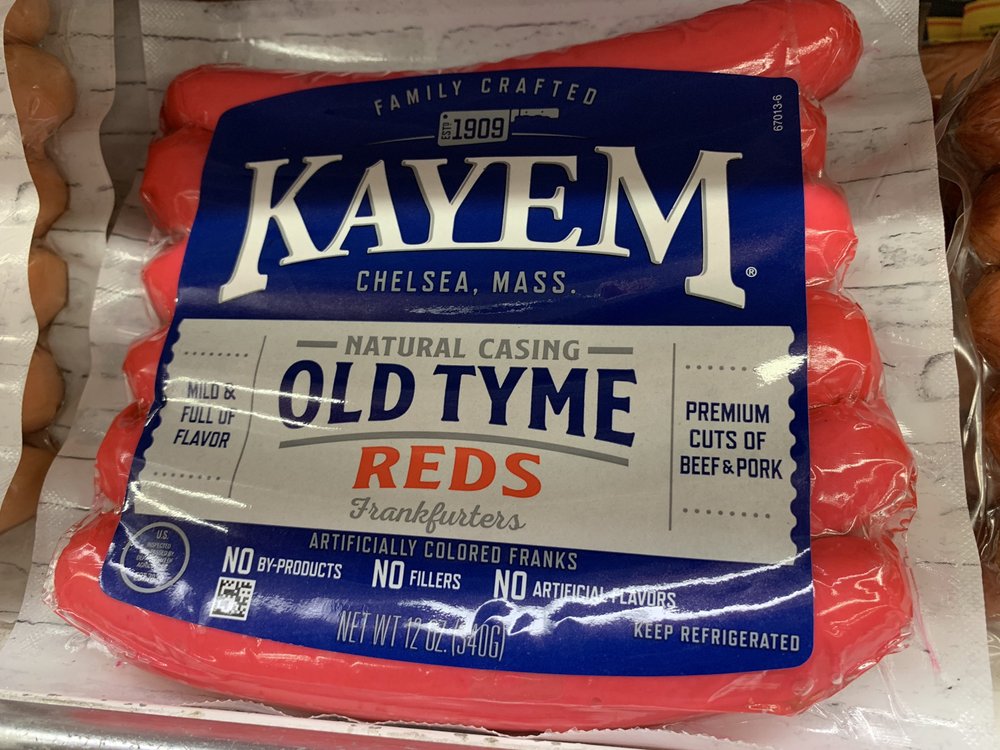 FAMILY CRAFTED
ESTD 1909
KAYEM®
CHELSEA, MASS.
67013-6
NATURAL CASING
OLD TYME
REDS
Frankfurters
MILD &
FULL OF
FLAVOR
PREMIUM
CUTS OF
BEEF & PORK
ARTIFICIALLY COLORED FRANKS
NO BY-PRODUCTS NO FILLERS NO ARTIFICIAL FLAVORS
U.S.
INSPECTED
NET WT 12 OZ. (340G)
KEEP REFRIGERATED